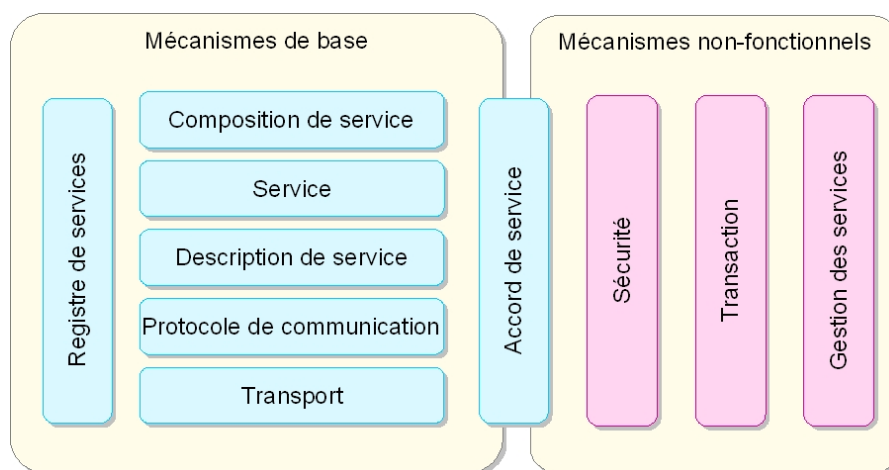 Mécanismes de base
Mécanismes non-fonctionnels
Registre de services
Composition de service
Service
Description de service
Protocole de communication
Transport
Accord de service
Sécurité
Transaction
Gestion des services